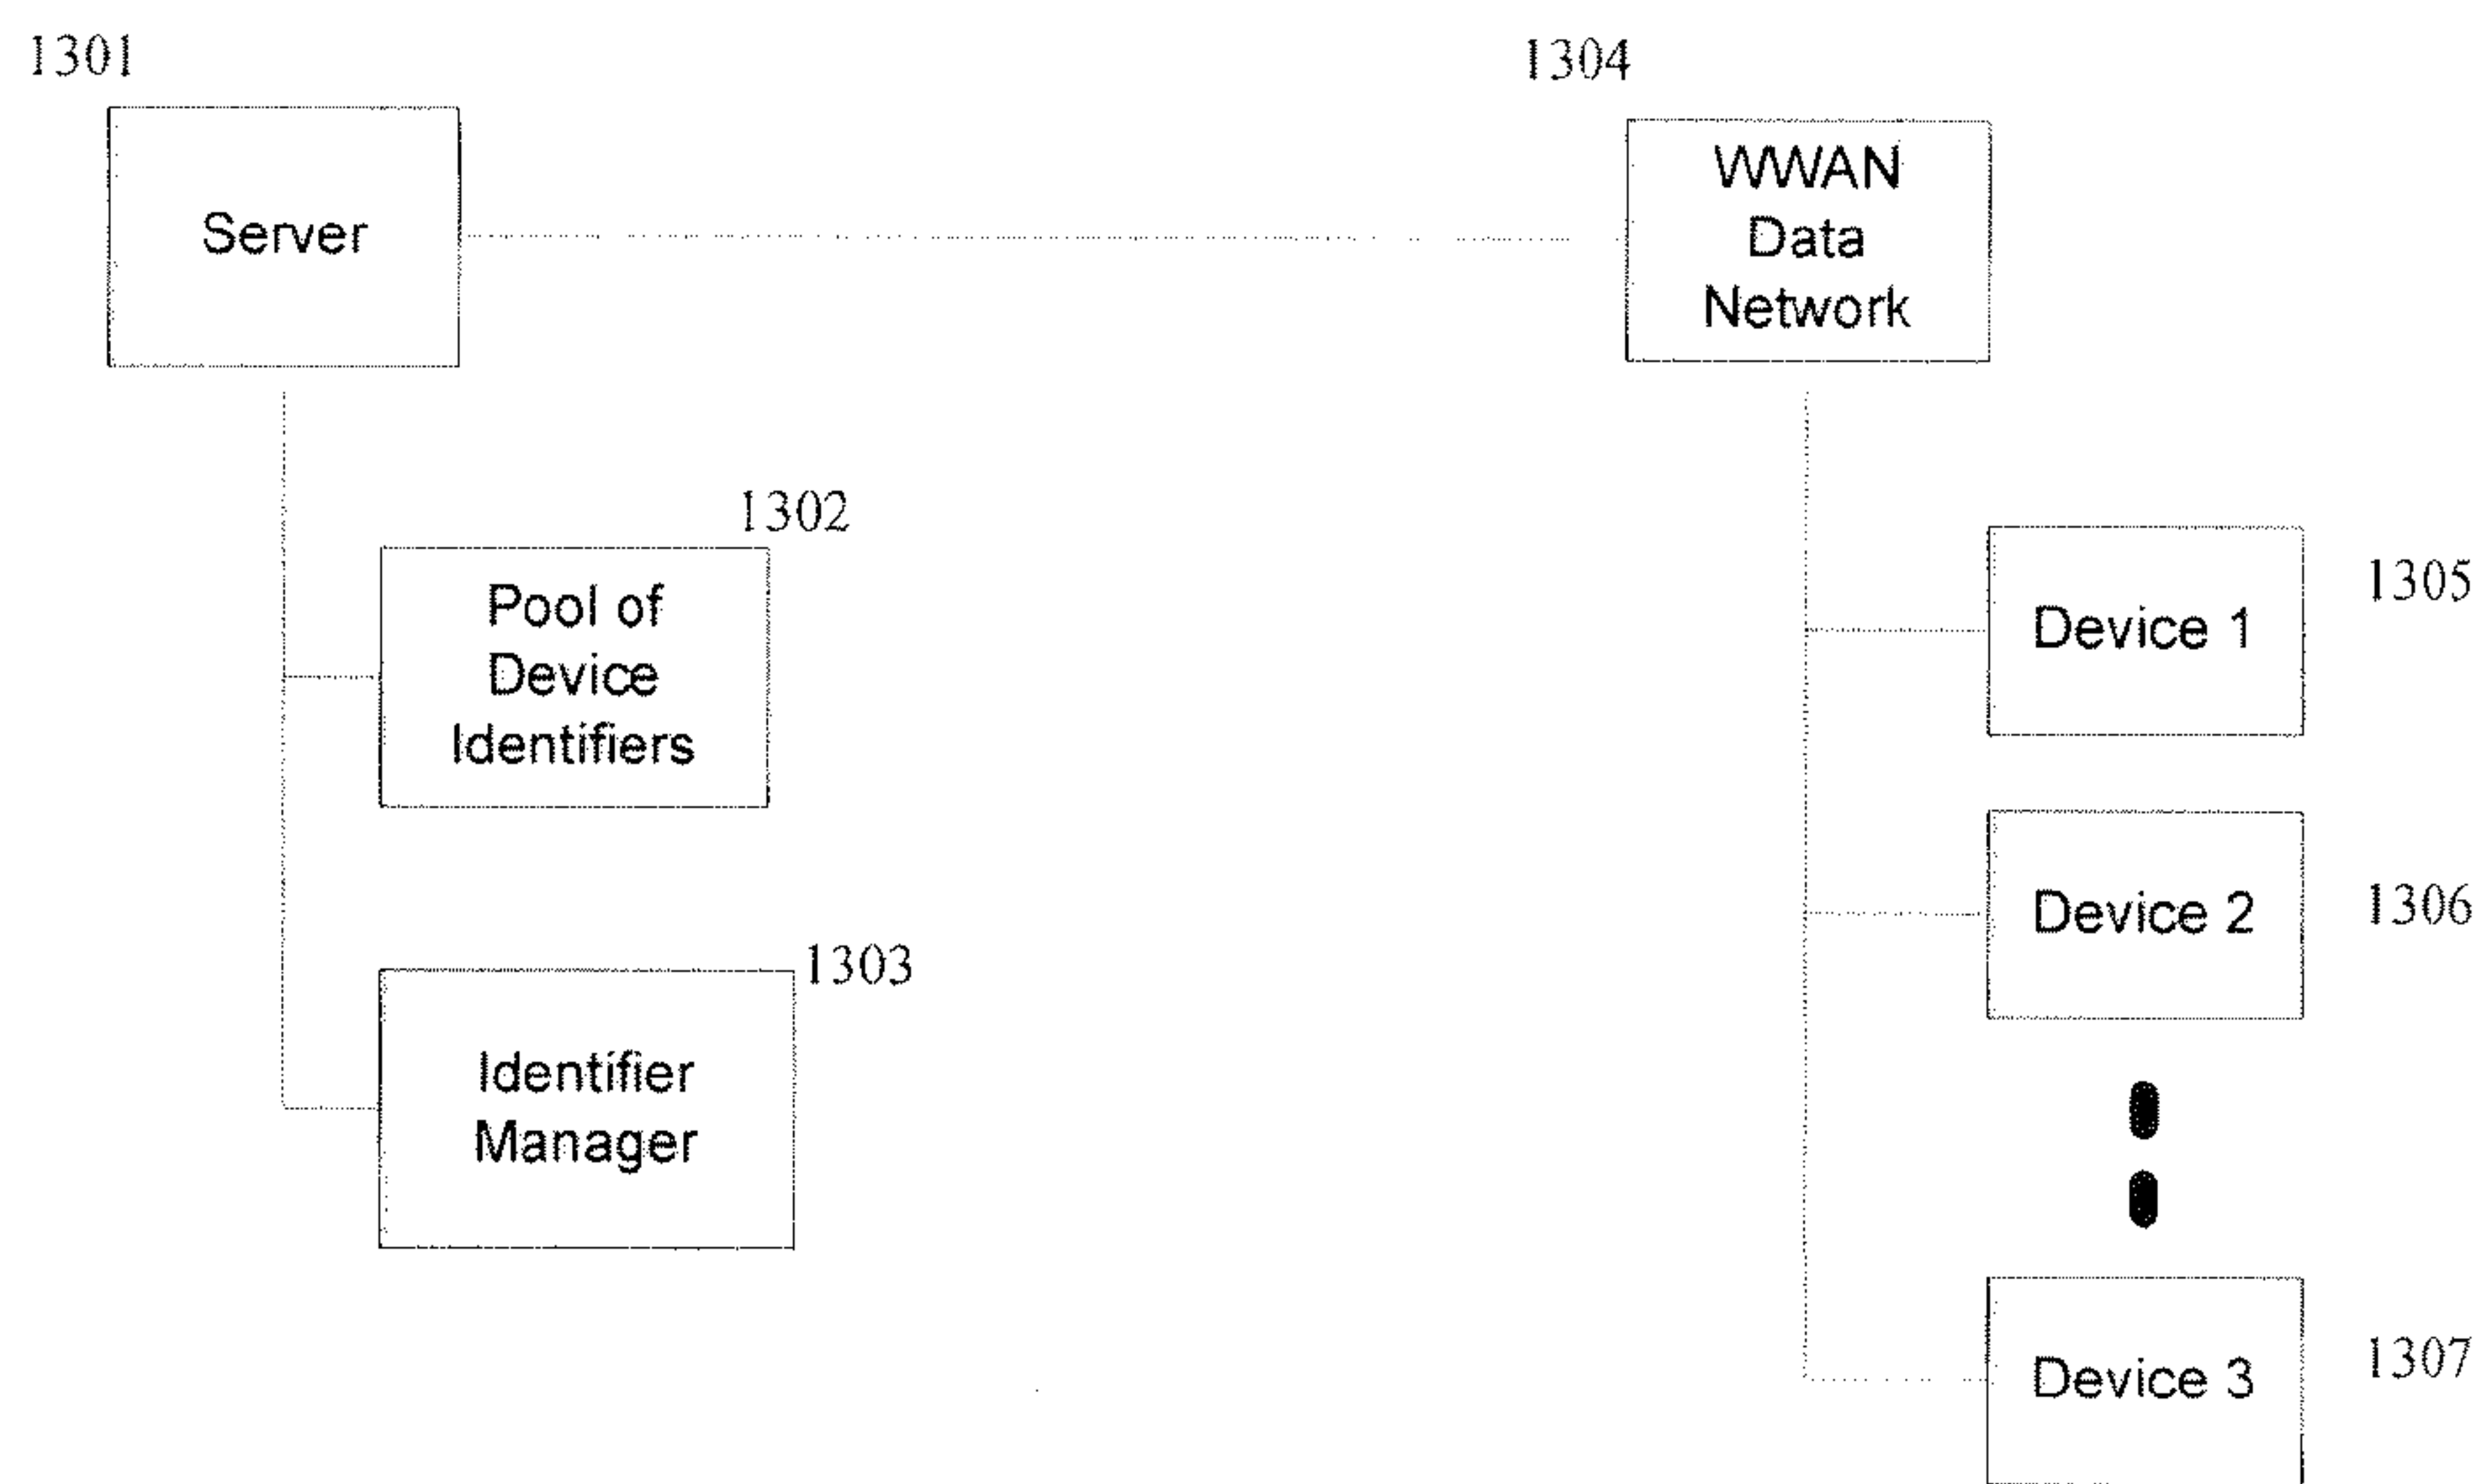 1301
1304
Server
WWAN
Data
Network
1302
Pool of
Device
Identifiers
1305
Device 1
1306
Device 2
1303
Identifier
Manager
1307
Device 3